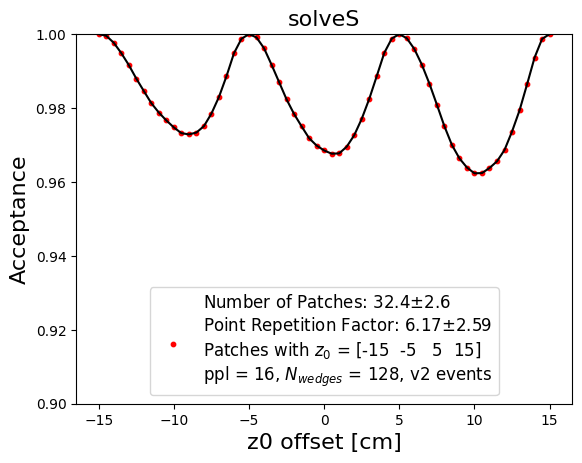 solveS
Acceptance
1.00
0.98
0.96
0.94
0.92
0.90
Number of Patches: 32.4±2.6
Point Repetition Factor: 6.17±2.59
Patches with z₀ = [-15  -5   5  15]
ppl = 16, N_wedges = 128, v2 events
−15 −10 −5 0 5 10 15
z0 offset [cm]